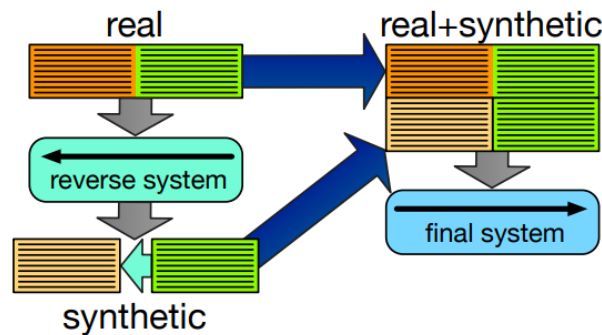 real
real+synthetic
reverse system
final system
synthetic